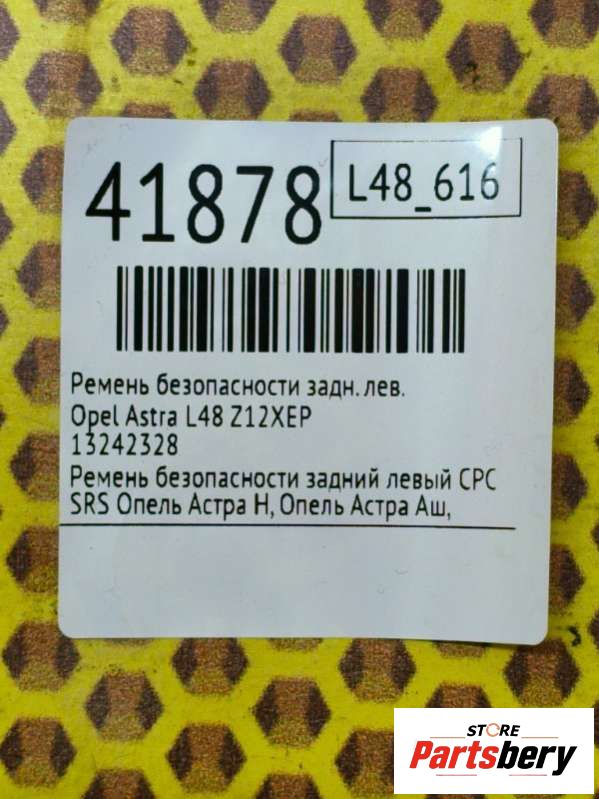 41878
L48_616
Ремень безопасности задн. лев.
Opel Astra L48 Z12XEP
13242328
Ремень безопасности задний левый СРС
SRS Опель Астра Н, Опель Астра Аш,
STORE
Partsbery